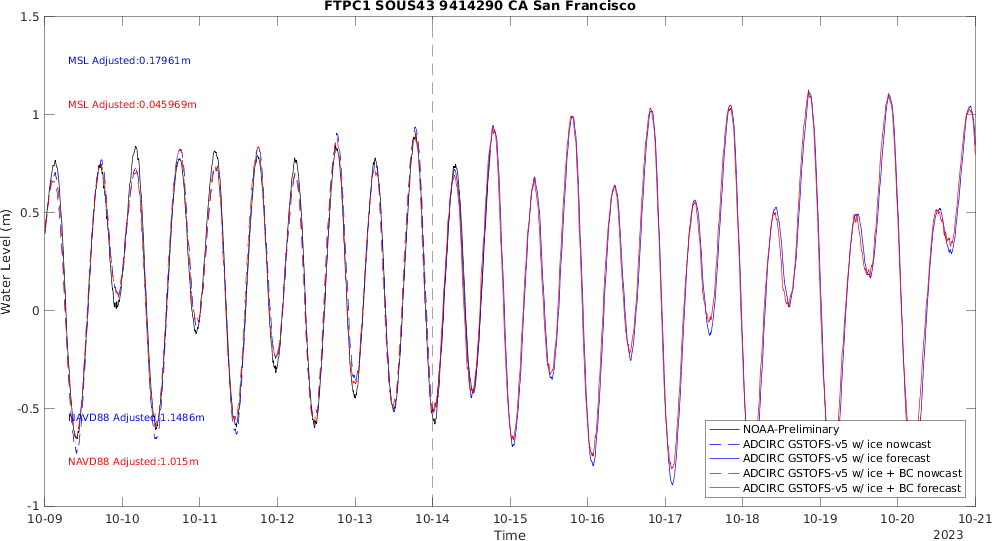 FTPC1 SOUS43 9414290 CA San Francisco
1.5
MSL Adjusted:0.17961m
MSL Adjusted:0.045969m
1
0.5
Water Level (m)
0
-0.5
NAVD88 Adjusted:1.1486m
NAVD88 Adjusted:1.015m
-1
NOAA-Preliminary
ADCIRC GSTOFS-v5 w/ ice nowcast
ADCIRC GSTOFS-v5 w/ ice forecast
ADCIRC GSTOFS-v5 w/ ice + BC nowcast
ADCIRC GSTOFS-v5 w/ ice + BC forecast
10-09 10-10 10-11 10-12 10-13 10-14 10-15 10-16 10-17 10-18 10-19 10-20 10-21
Time
2023